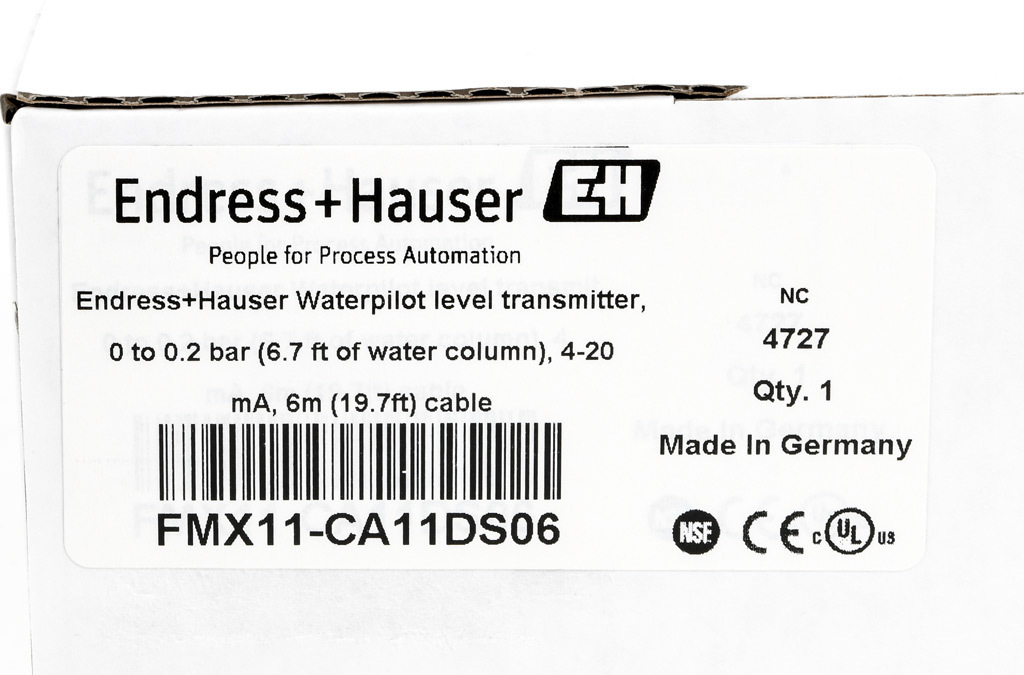 Endress+Hauser EH
People for Process Automation
Endress+Hauser Waterpilot level transmitter,
0 to 0.2 bar (6.7 ft of water column), 4-20
mA, 6m (19.7ft) cable
FMX11-CA11DS06
NC
4727
Qty. 1
Made In Germany
NSF CE c UL us